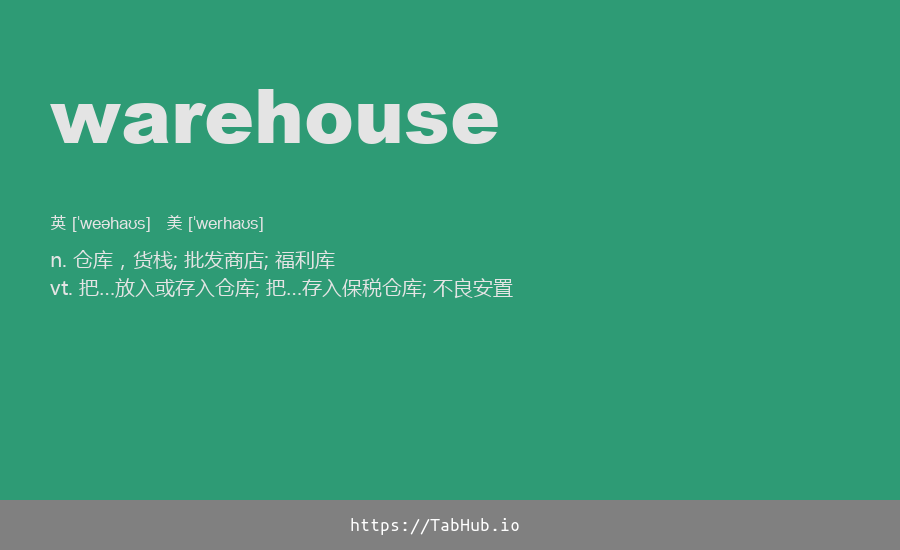 warehouse
英 [ˈweəhaʊs] 美 [ˈwerhaʊs]
n. 仓库，货栈; 批发商店; 福利库
vt. 把…放入或存入仓库; 把…存入保税仓库; 不良安置
https://TabHub.io